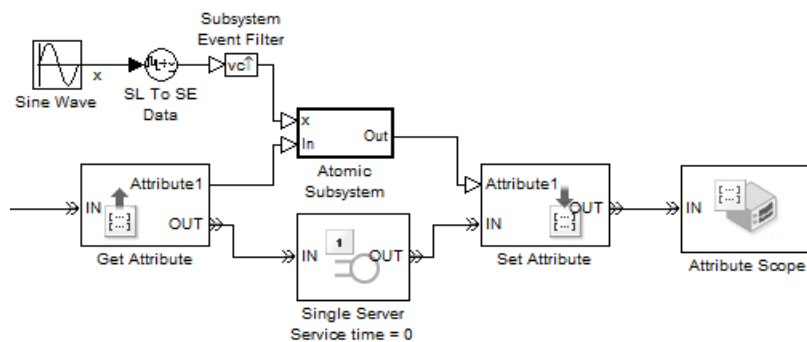 Subsystem
Event Filter
vc↑
x
Sine Wave
SL To SE
Data
x
In
Out
Atomic
Subsystem
IN
Attribute1
[...]
OUT
Get Attribute
IN
1
OUT
Single Server
Service time = 0
Attribute1
IN
[...]
OUT
Set Attribute
IN
[...]
Attribute Scope